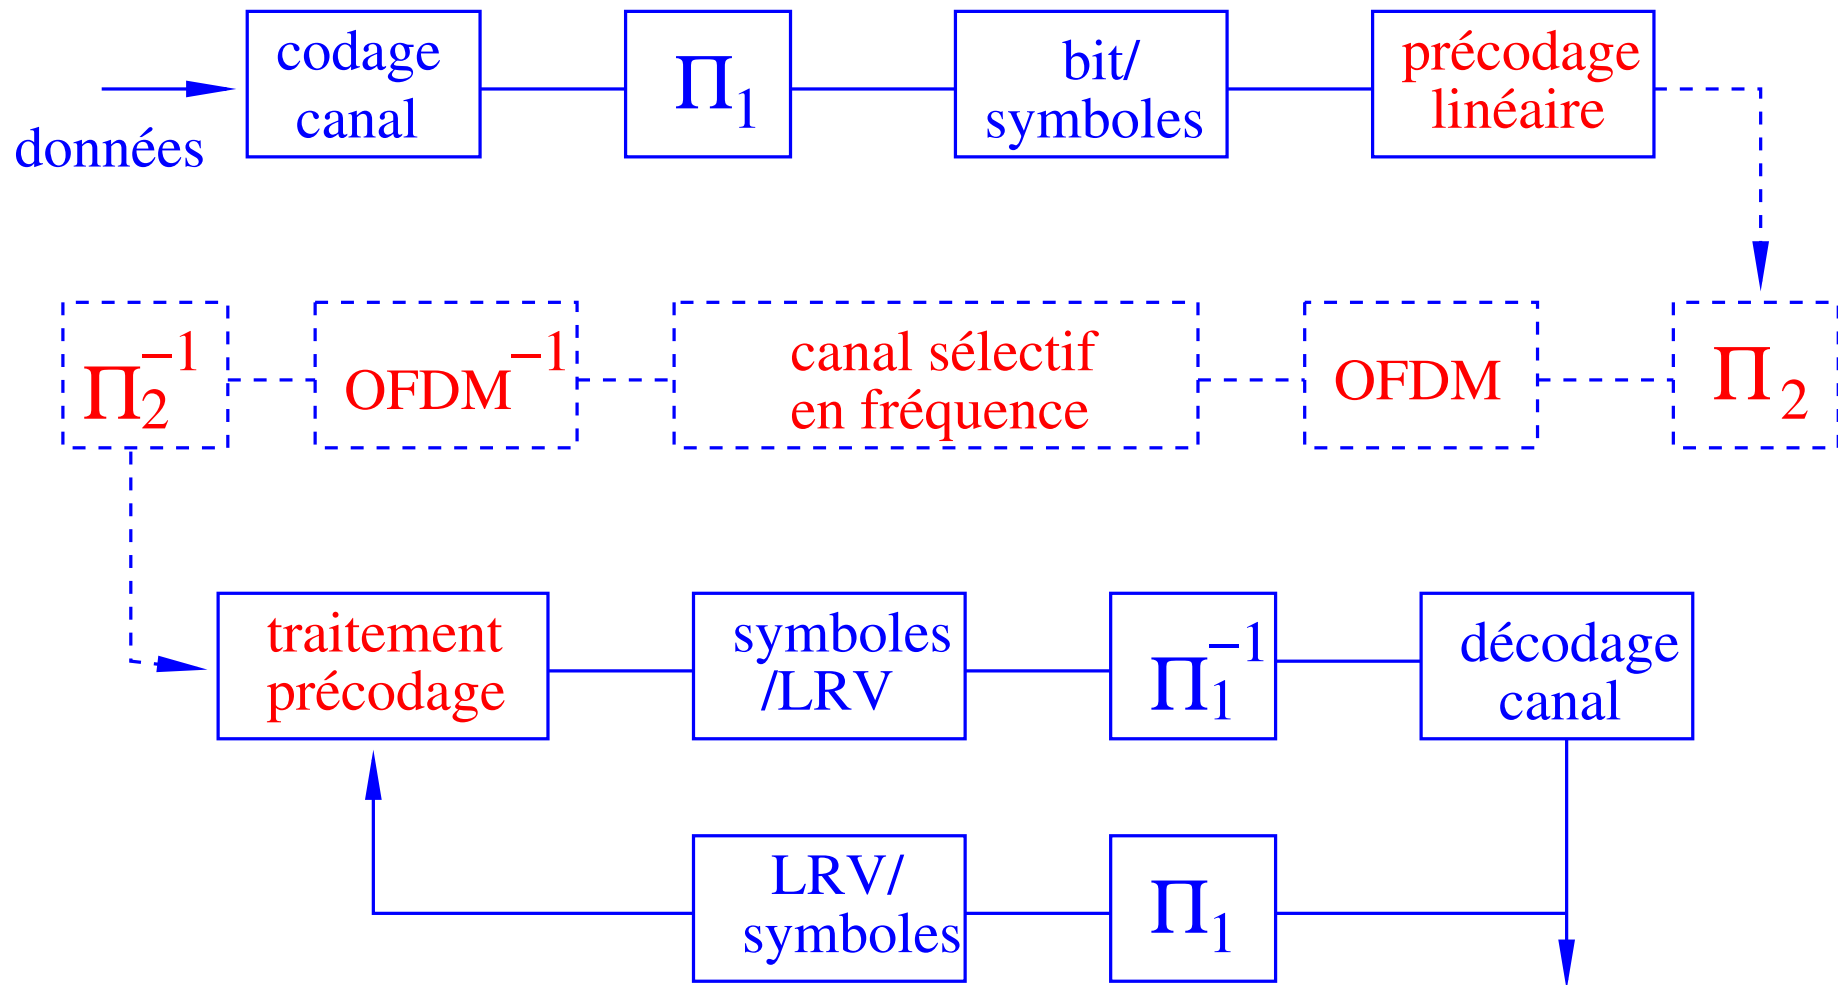 données
codage
canal
Π₁
bit/
symboles
précodage
linéaire
Π₂⁻¹
OFDM⁻¹
canal sélectif
en fréquence
OFDM
Π₂
traitement
précodage
symboles
/LRV
Π₁⁻¹
décodage
canal
LRV/
symboles
Π₁